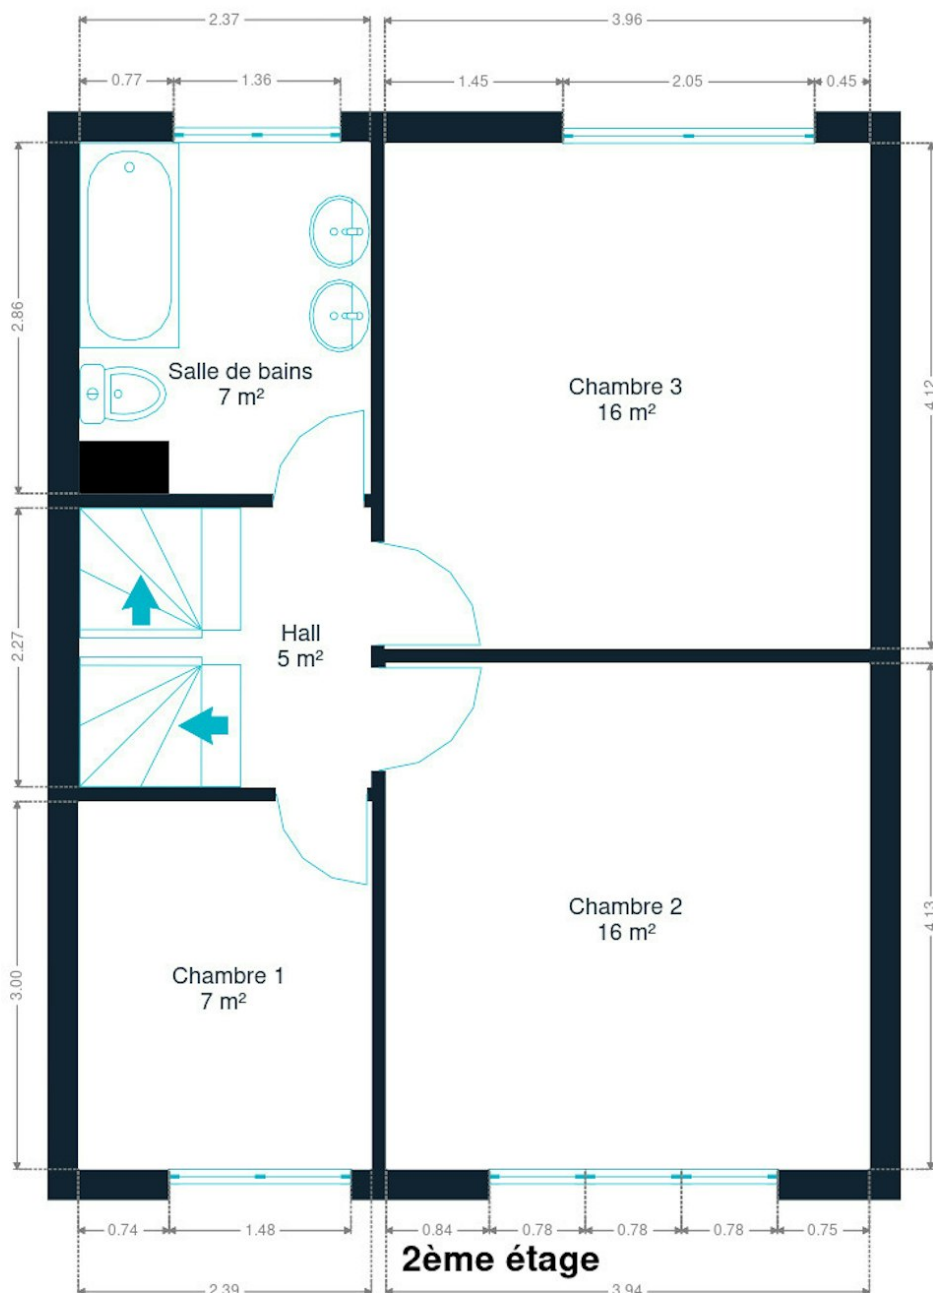 2.37
3.96
0.77
1.36
1.45
2.05
0.45
2.86
4.12
Salle de bains
7 m²
Chambre 3
16 m²
2.27
Hall
5 m²
3.00
4.13
Chambre 2
16 m²
Chambre 1
7 m²
0.74
1.48
0.84
0.78
0.78
0.78
0.75
2ème étage
2.39
3.94